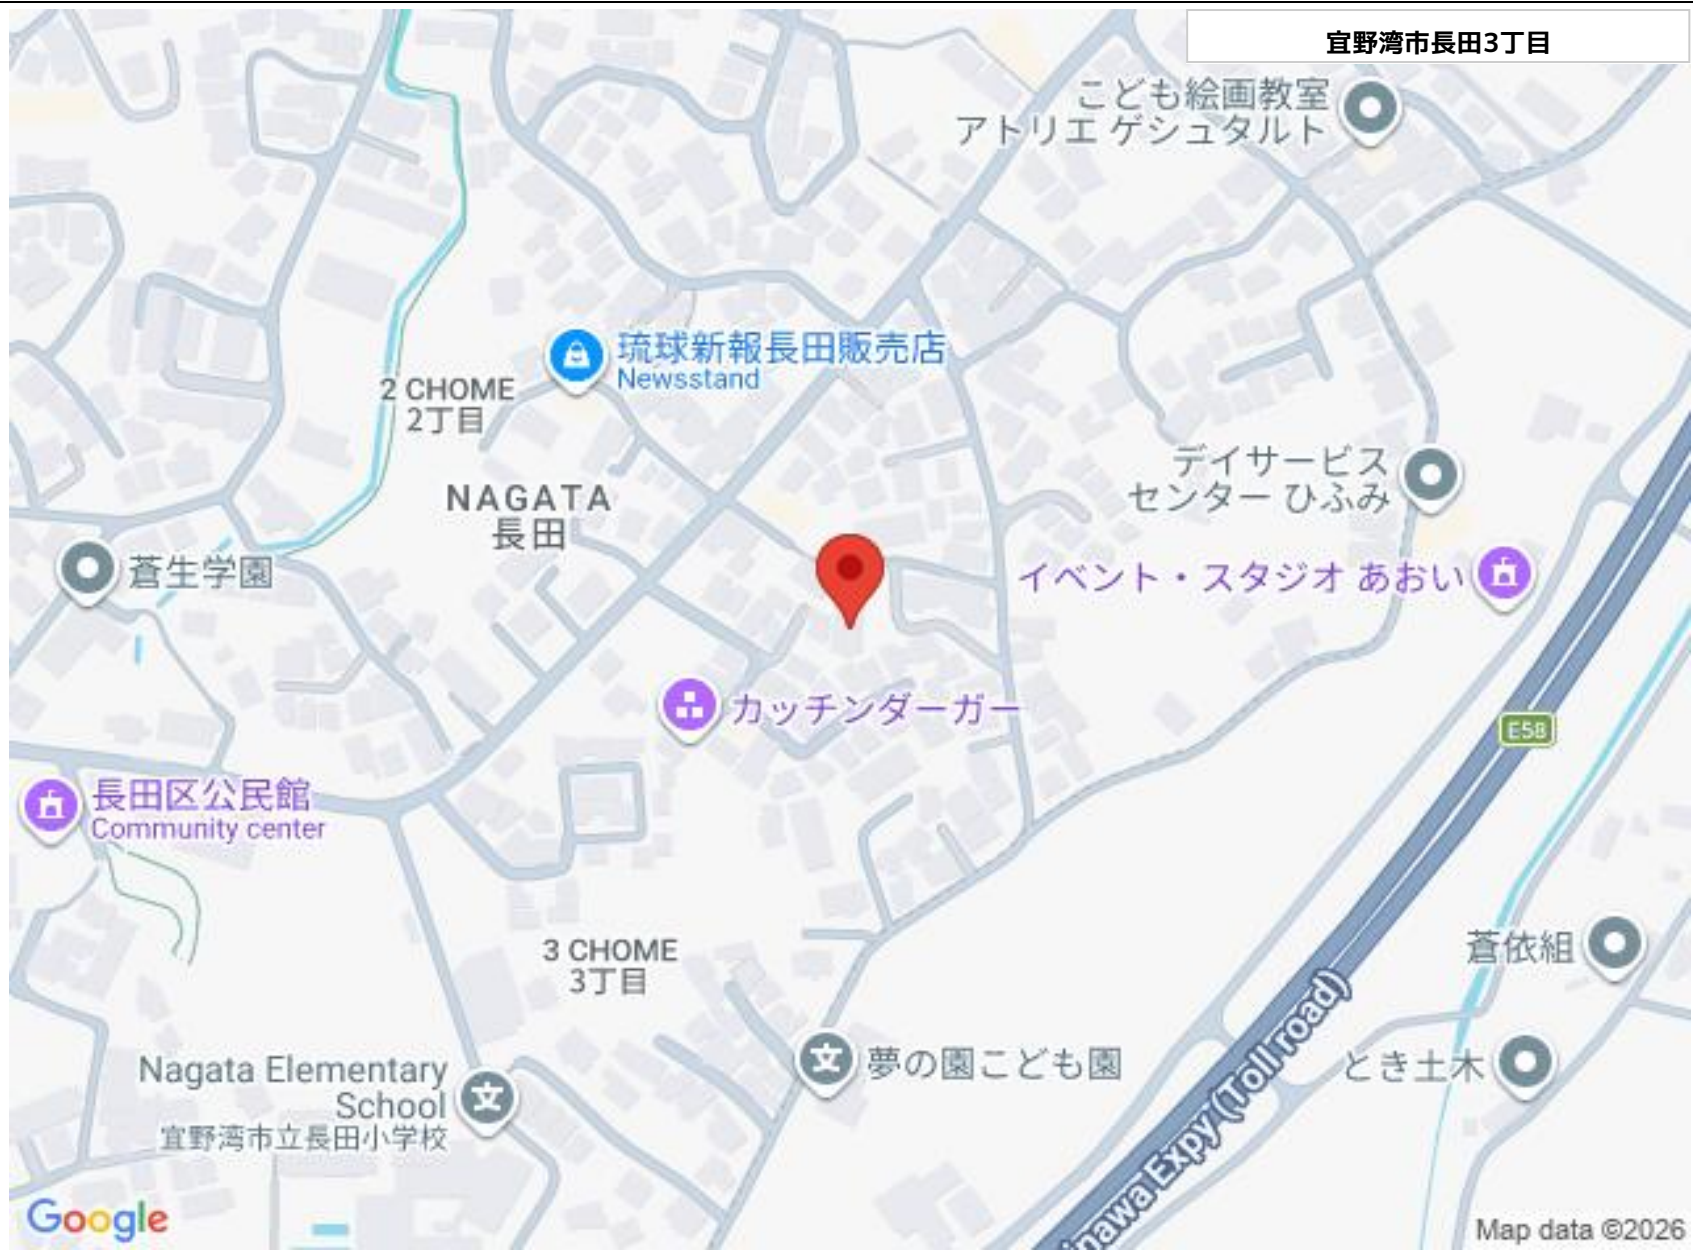 宜野湾市長田3丁目
こども絵画教室
アトリエ ゲシュタルト
琉球新報長田販売店
Newsstand
2 CHOME
2丁目
デイサービス
センター ひふみ
NAGATA
長田
蒼生学園
イベント・スタジオ あおい
カッチンダーガー
E58
長田区公民館
Community center
3 CHOME
3丁目
蒼依組
夢の園こども園
とき土木
Nagata Elementary
School
宜野湾市立長田小学校
inawa Expy (Toll road)
Google
Map data ©2026